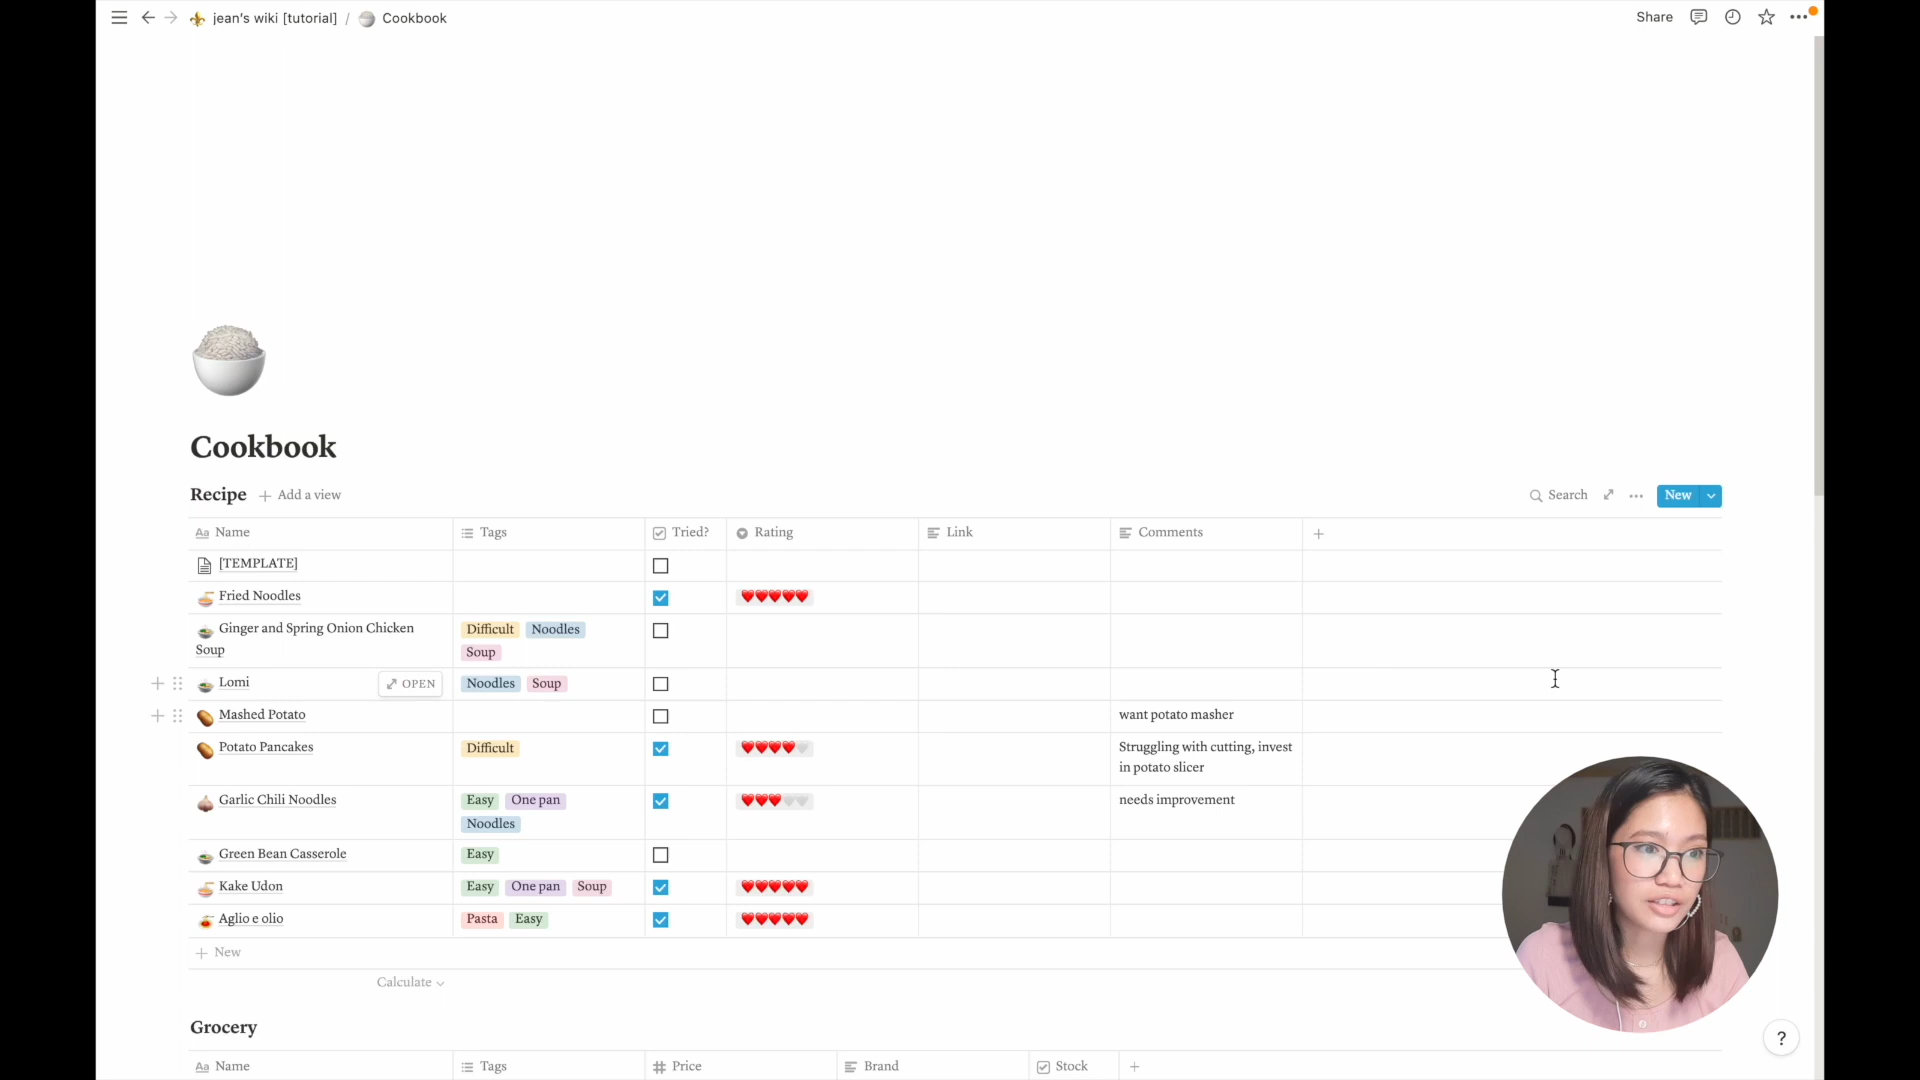 jean's wiki [tutorial] / Cookbook
Share
Cookbook
Recipe + Add a view
Search
New
Aa Name Tags Tried? Rating Link Comments
[TEMPLATE]
Fried Noodles
Ginger and Spring Onion Chicken Difficult Noodles
Soup Soup
Lomi OPEN Noodles Soup
Mashed Potato want potato masher
Potato Pancakes Difficult Struggling with cutting, invest
in potato slicer
Garlic Chili Noodles Easy One pan needs improvement
Noodles
Green Bean Casserole Easy
Kake Udon Easy One pan Soup
Aglio e olio Pasta Easy
+ New
Calculate
Grocery
Aa Name Tags # Price Brand Stock +
?